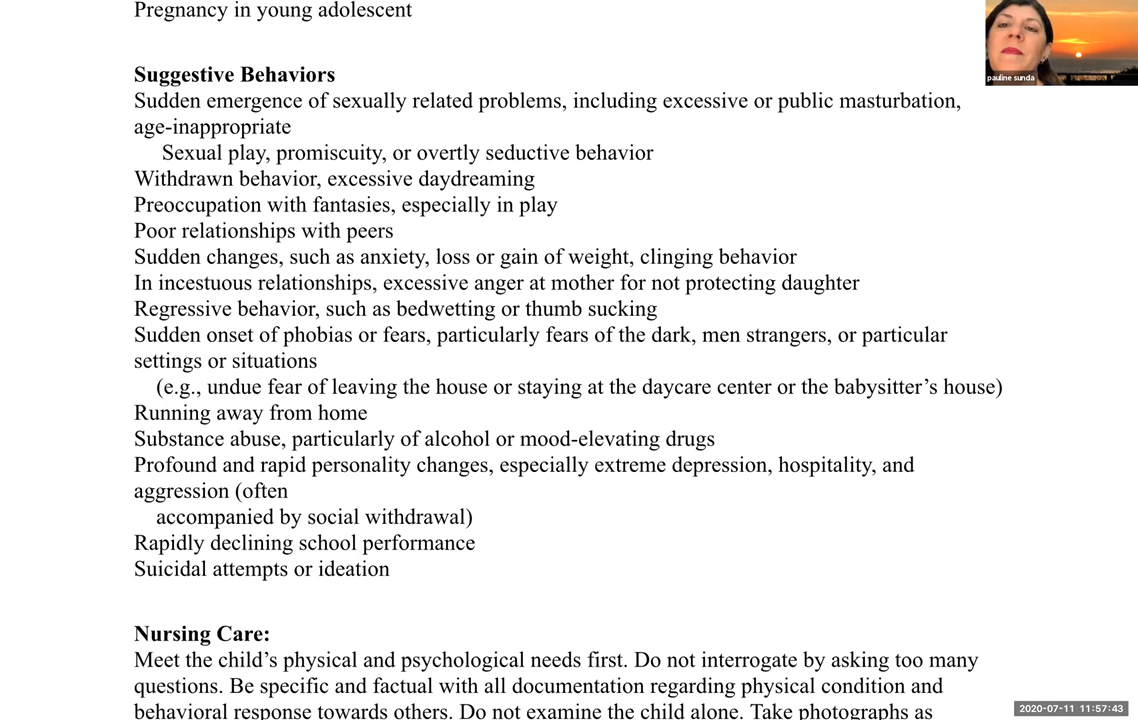 Pregnancy in young adolescent
pauline sunda
Suggestive Behaviors
Sudden emergence of sexually related problems, including excessive or public masturbation,
age-inappropriate
Sexual play, promiscuity, or overtly seductive behavior
Withdrawn behavior, excessive daydreaming
Preoccupation with fantasies, especially in play
Poor relationships with peers
Sudden changes, such as anxiety, loss or gain of weight, clinging behavior
In incestuous relationships, excessive anger at mother for not protecting daughter
Regressive behavior, such as bedwetting or thumb sucking
Sudden onset of phobias or fears, particularly fears of the dark, men strangers, or particular
settings or situations
(e.g., undue fear of leaving the house or staying at the daycare center or the babysitter’s house)
Running away from home
Substance abuse, particularly of alcohol or mood-elevating drugs
Profound and rapid personality changes, especially extreme depression, hospitality, and
aggression (often
accompanied by social withdrawal)
Rapidly declining school performance
Suicidal attempts or ideation
Nursing Care:
Meet the child’s physical and psychological needs first. Do not interrogate by asking too many
questions. Be specific and factual with all documentation regarding physical condition and
behavioral response towards others. Do not examine the child alone. Take photographs as
2020-07-11 11:57:43